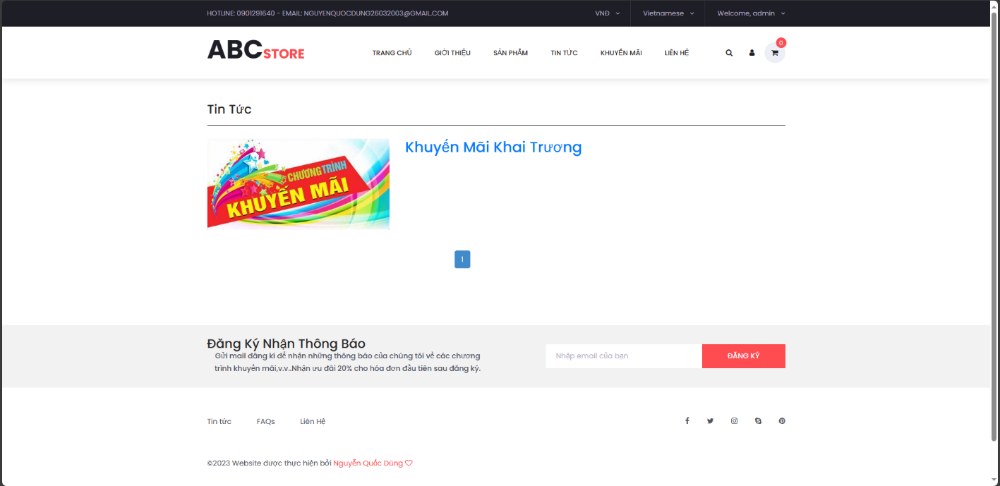 HOTLINE: 0901291640 - EMAIL: NGUYENQUOCDUNG26032003@GMAIL.COM
VNĐ
Vietnamese
Welcome, admin
ABCSTORE
TRANG CHỦ
GIỚI THIỆU
SẢN PHẨM
TIN TỨC
KHUYẾN MÃI
LIÊN HỆ
0
Tin Tức
CHƯƠNG TRÌNH
KHUYẾN MÃI
Khuyến Mãi Khai Trương
1
Đăng Ký Nhận Thông Báo
Gửi mail đăng kí để nhận những thông báo của chúng tôi về các chương
trình khuyến mãi,v.v..Nhận ưu đãi 20% cho hóa đơn đầu tiên sau đăng ký.
Nhập email của bạn
ĐĂNG KÝ
Tin tức
FAQs
Liên Hệ
©2023 Website được thực hiện bởi Nguyễn Quốc Dũng